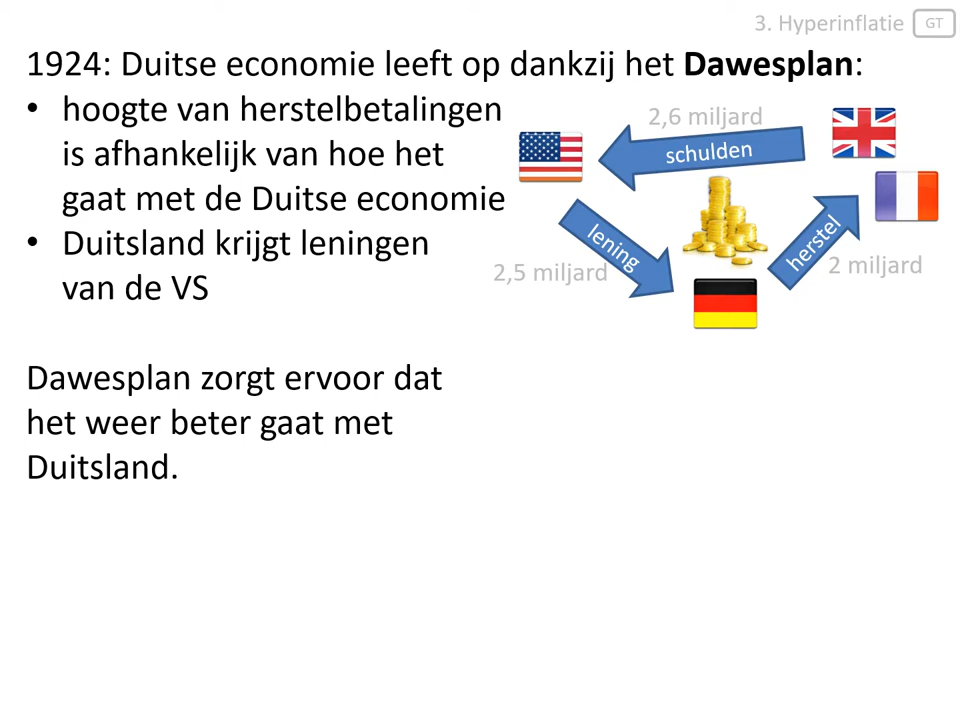 3. Hyperinflatie GT
1924: Duitse economie leeft op dankzij het Dawesplan:
• hoogte van herstelbetalingen
is afhankelijk van hoe het
gaat met de Duitse economie
• Duitsland krijgt leningen
van de VS
2,6 miljard
schulden
lening
2,5 miljard
herstel
2 miljard
Dawesplan zorgt ervoor dat
het weer beter gaat met
Duitsland.